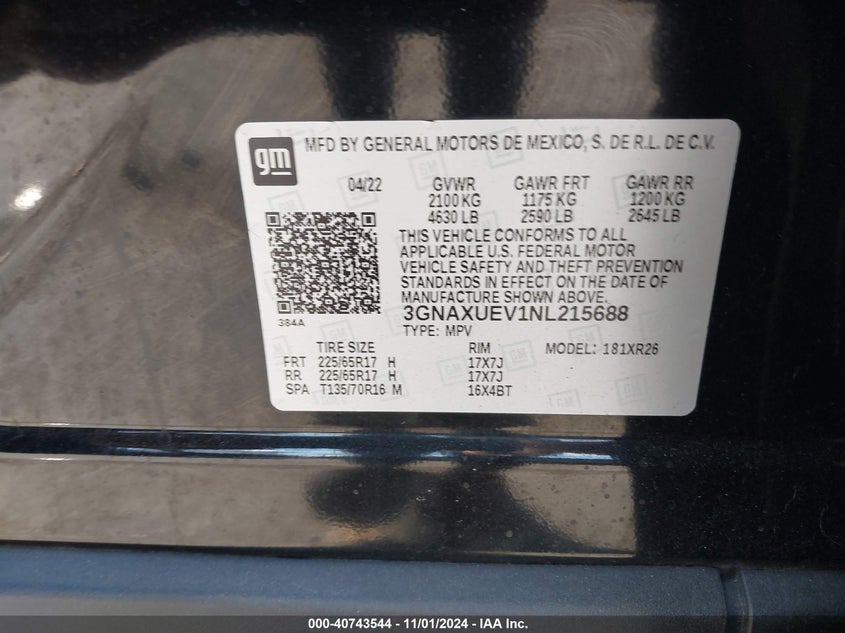 gm
MFD BY GENERAL MOTORS DE MEXICO, S. DE R.L. DE C.V.
04/22 GVWR GAWR FRT GAWR RR
2100 KG 1175 KG 1200 KG
4630 LB 2590 LB 2645 LB
THIS VEHICLE CONFORMS TO ALL
APPLICABLE U.S. FEDERAL MOTOR
VEHICLE SAFETY AND THEFT PREVENTION
STANDARDS IN EFFECT ON THE DATE OF
MANUFACTURE SHOWN ABOVE.
384A
3GNAXUEV1NL215688
TYPE: MPV
TIRE SIZE RIM MODEL: 181XR26
FRT 225/65R17 H 17X7J
RR 225/65R17 H 17X7J
SPA T135/70R16 M 16X4BT
000-40743544 - 11/01/2024 - IAA Inc.